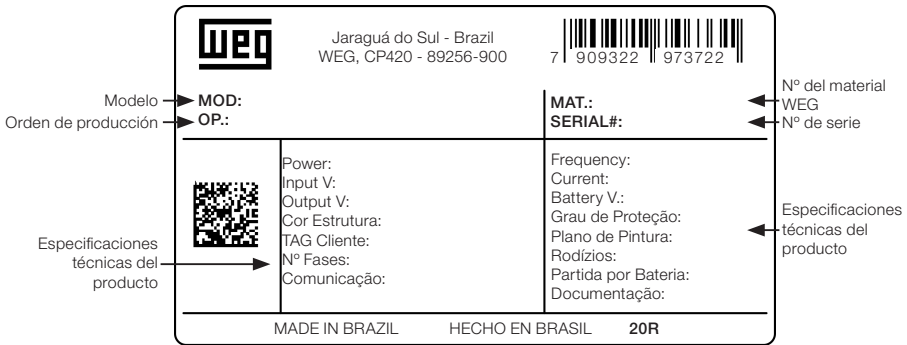 WEG
Jaraguá do Sul - Brazil
WEG, CP420 - 89256-900
7 909322 973722
Modelo
MOD:
Orden de producción
OP.:
MAT.:
Nº del material
WEG
SERIAL#:
Nº de serie
Power:
Input V:
Output V:
Cor Estrutura:
TAG Cliente:
Nº Fases:
Comunicação:
Especificaciones
técnicas del
producto
Frequency:
Current:
Battery V.:
Grau de Proteção:
Plano de Pintura:
Rodízios:
Partida por Bateria:
Documentação:
Especificaciones
técnicas del
producto
MADE IN BRAZIL HECHO EN BRASIL 20R